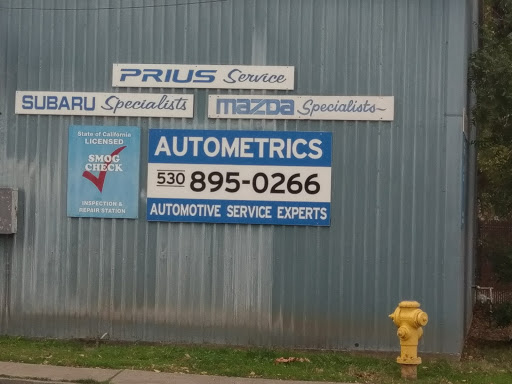 PRIUS Service
SUBARU Specialists
mazda Specialists
State of California
LICENSED
SMOG
CHECK
INSPECTION &
REPAIR STATION
AUTOMETRICS
530 895-0266
AUTOMOTIVE SERVICE EXPERTS